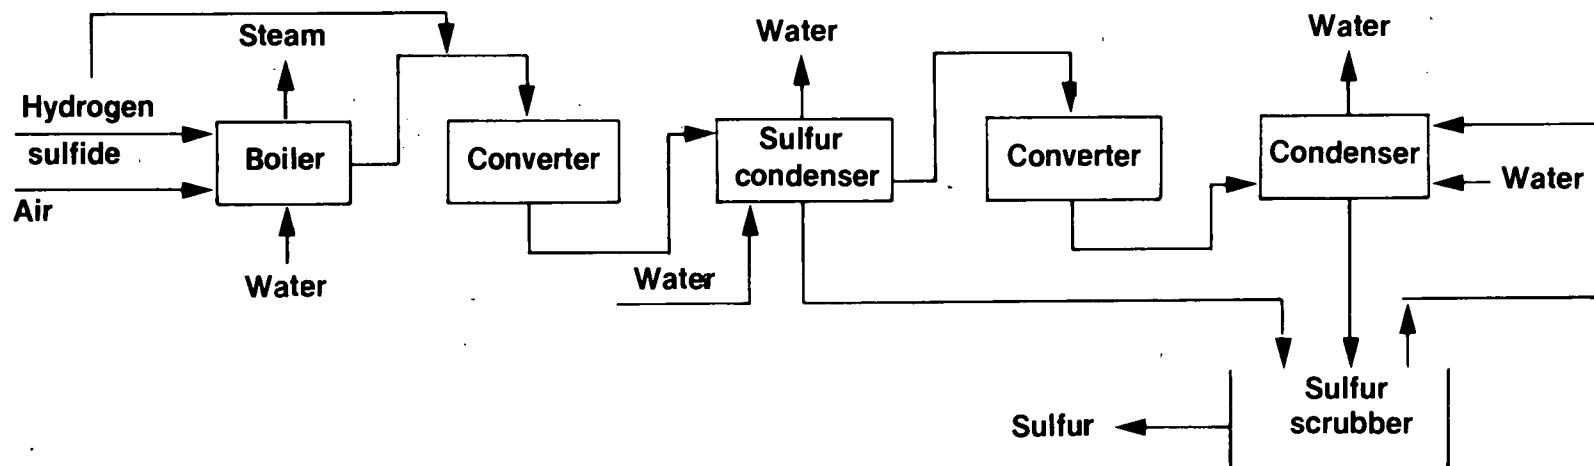 Steam
Water
Water
Hydrogen
sulfide
Boiler
Converter
Sulfur
condenser
Converter
Condenser
Water
Air
Water
Water
Sulfur
scrubber
Sulfur